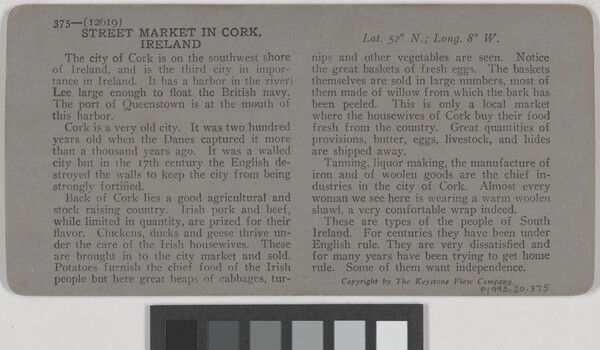 375—(12619)
STREET MARKET IN CORK,
IRELAND
The city of Cork is on the southwest shore
of Ireland, and is the third city in impor-
tance in Ireland. It has a harbor in the river
Lee large enough to float the British navy.
The port of Queenstown is at the mouth of
this harbor.
Cork is a very old city. It was two hundred
years old when the Danes captured it more
than a thousand years ago. It was a walled
city but in the 17th century the English de-
stroyed the walls to keep the city from being
strongly fortified.
Back of Cork lies a good agricultural and
stock raising country. Irish pork and beef,
while limited in quantity, are prized for their
flavor. Chickens, ducks and geese thrive un-
der the care of the Irish housewives. These
are brought in to the city market and sold.
Potatoes furnish the chief food of the Irish
people but here great heaps of cabbages, tur-
Lat. 52° N.; Long. 8° W.
nips and other vegetables are seen. Notice
the great baskets of fresh eggs. The baskets
themselves are sold in large numbers, most of
them made of willow from which the bark has
been peeled. This is only a local market
where the housewives of Cork buy their food
fresh from the country. Great quantities of
provisions, butter, eggs, livestock, and hides
are shipped away.
Tanning, liquor making, the manufacture of
iron and of woolen goods are the chief in-
dustries in the city of Cork. Almost every
woman we see here is wearing a warm woolen
shawl, a very comfortable wrap indeed.
These are types of the people of South
Ireland. For centuries they have been under
English rule. They are very dissatisfied and
for many years have been trying to get home
rule. Some of them want independence.
Copyright by The Keystone View Company.
P1993.20.375